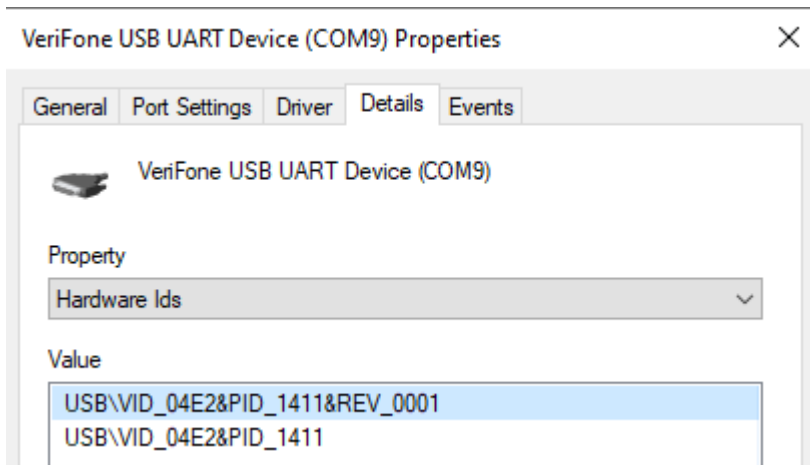 VeriFone USB UART Device (COM9) Properties
General Port Settings Driver Details Events
VeriFone USB UART Device (COM9)
Property
Hardware Ids
Value
USB\VID_04E2&PID_1411&REV_0001
USB\VID_04E2&PID_1411